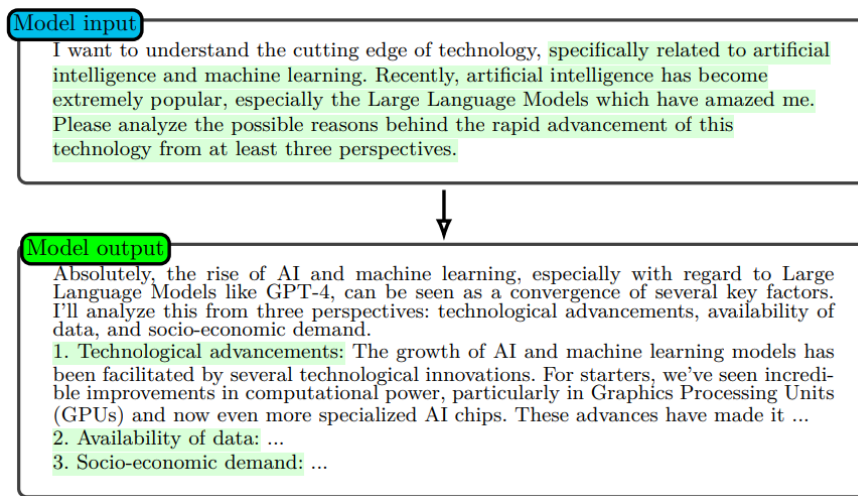 Model input
I want to understand the cutting edge of technology, specifically related to artificial
intelligence and machine learning. Recently, artificial intelligence has become
extremely popular, especially the Large Language Models which have amazed me.
Please analyze the possible reasons behind the rapid advancement of this
technology from at least three perspectives.
Model output
Absolutely, the rise of AI and machine learning, especially with regard to Large
Language Models like GPT-4, can be seen as a convergence of several key factors.
I'll analyze this from three perspectives: technological advancements, availability of
data, and socio-economic demand.
1. Technological advancements: The growth of AI and machine learning models has
been facilitated by several technological innovations. For starters, we've seen incredi-
ble improvements in computational power, particularly in Graphics Processing Units
(GPUs) and now even more specialized AI chips. These advances have made it ...
2. Availability of data: ...
3. Socio-economic demand: ...